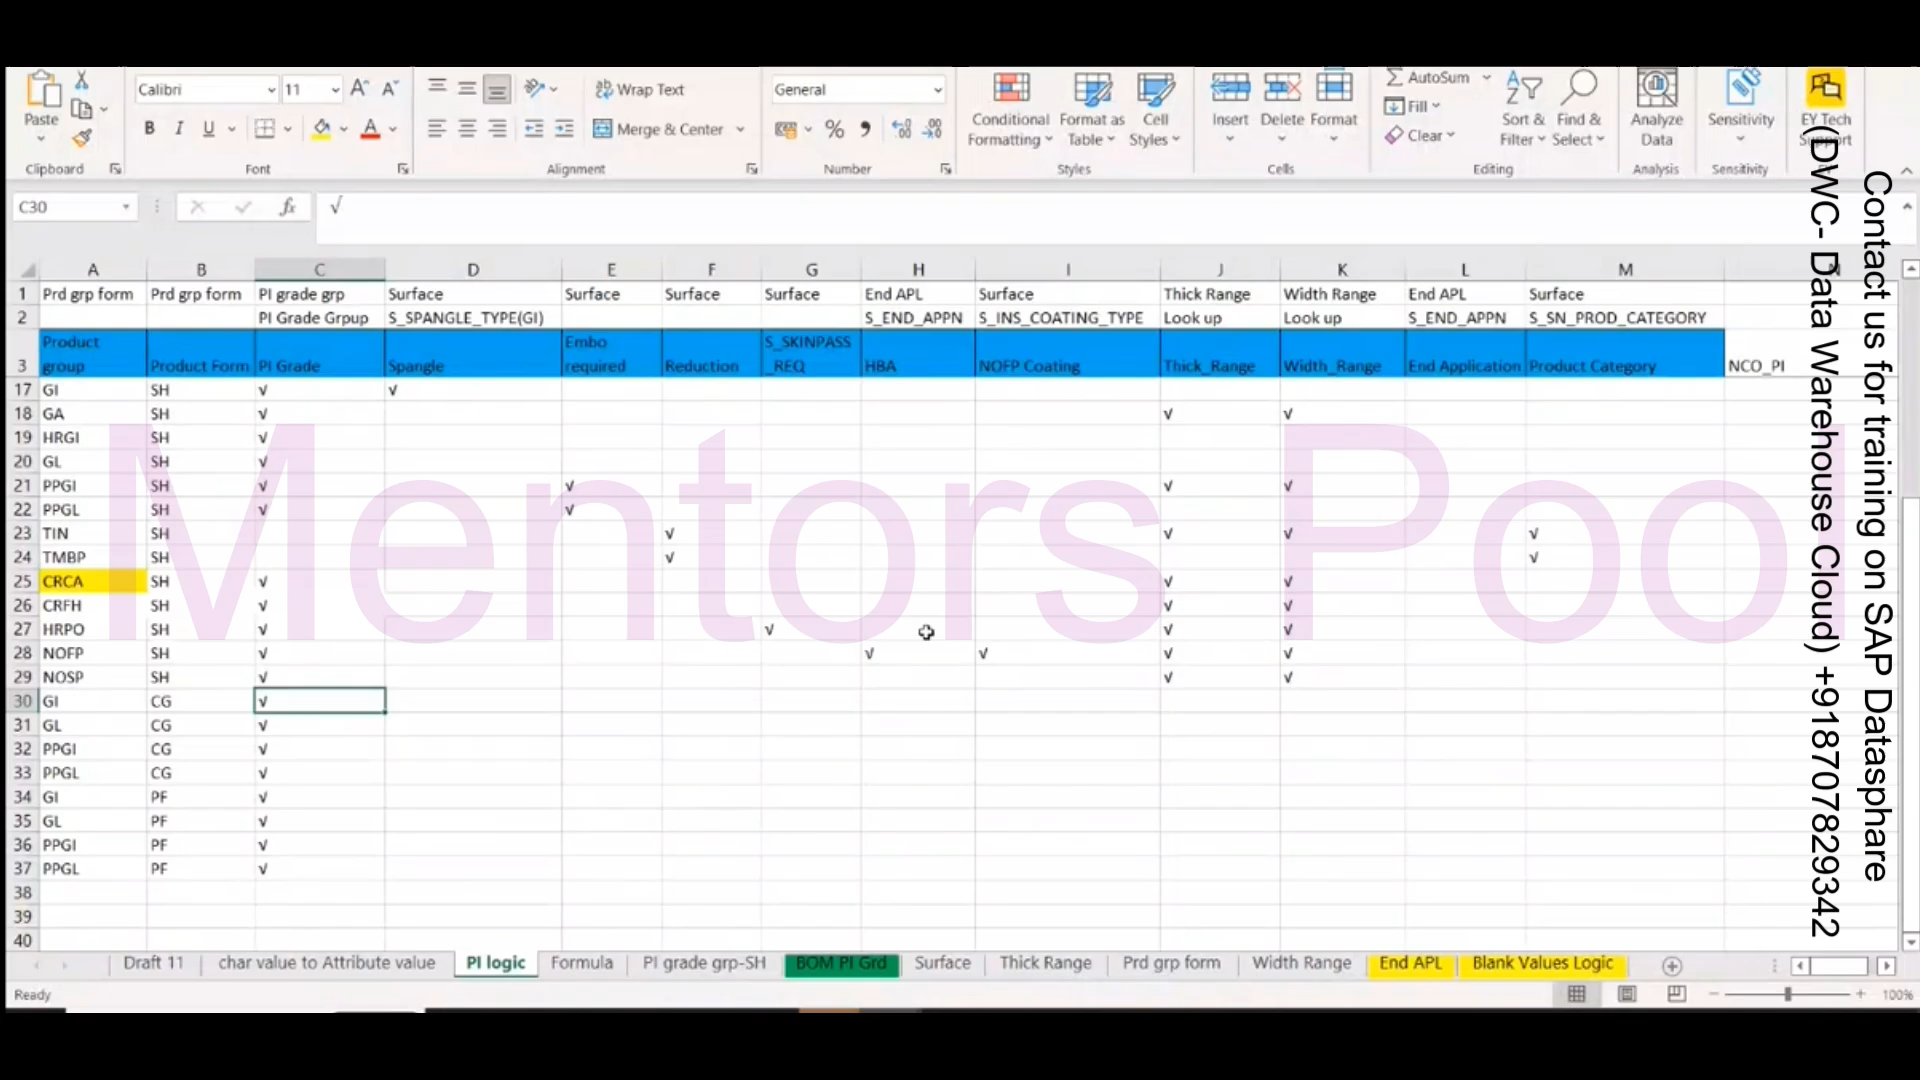 Paste
Clipboard
Calibri
11
A^ A
B I U
A
Font
Wrap Text
Merge & Center
Alignment
General
%
Number
Conditional Formatting
Format as Table
Cell Styles
Styles
Insert
Delete
Format
Cells
AutoSum
Fill
Clear
Sort & Filter
Find & Select
Editing
Analyze Data
Analysis
Sensitivity
Sensitivity
EY Tech Support
C30
fx √
A B C D E F G H I J K L M N
1 Prd grp form Prd grp form PI grade grp Surface Surface Surface Surface End APL Surface Thick Range Width Range End APL Surface
2 PI Grade Grpup S_SPANGLE_TYPE(GI) S_END_APPN S_INS_COATING_TYPE Look up Look up S_END_APPN S_SN_PROD_CATEGORY
3 Product group Product Form PI Grade Spangle Embo required Reduction S_SKINPASS_REQ HBA NOFP Coating Thick_Range Width_Range End Application Product Category NCO_PI
17 GI SH √ √
18 GA SH √ √ √
19 HRGI SH √
20 GL SH √
21 PPGI SH √ √ √ √
22 PPGL SH √ √
23 TIN SH √ √ √ √
24 TMBP SH √ √
25 CRCA SH √ √ √
26 CRFH SH √ √ √
27 HRPO SH √ √ √ √
28 NOFP SH √ √ √ √ √
29 NOSP SH √ √ √
30 GI CG √
31 GL CG √
32 PPGI CG √
33 PPGL CG √
34 GI PF √
35 GL PF √
36 PPGI PF √
37 PPGL PF √
38
39
40
Draft 11 char value to Attribute value PI logic Formula PI grade grp-SH BOM PI Grd Surface Thick Range Prd grp form Width Range End APL Blank Values Logic
Ready
100%
Mentors Pool
Contact us for training on SAP Datasphare
(DWC- Data Warehouse Cloud) +918707829342